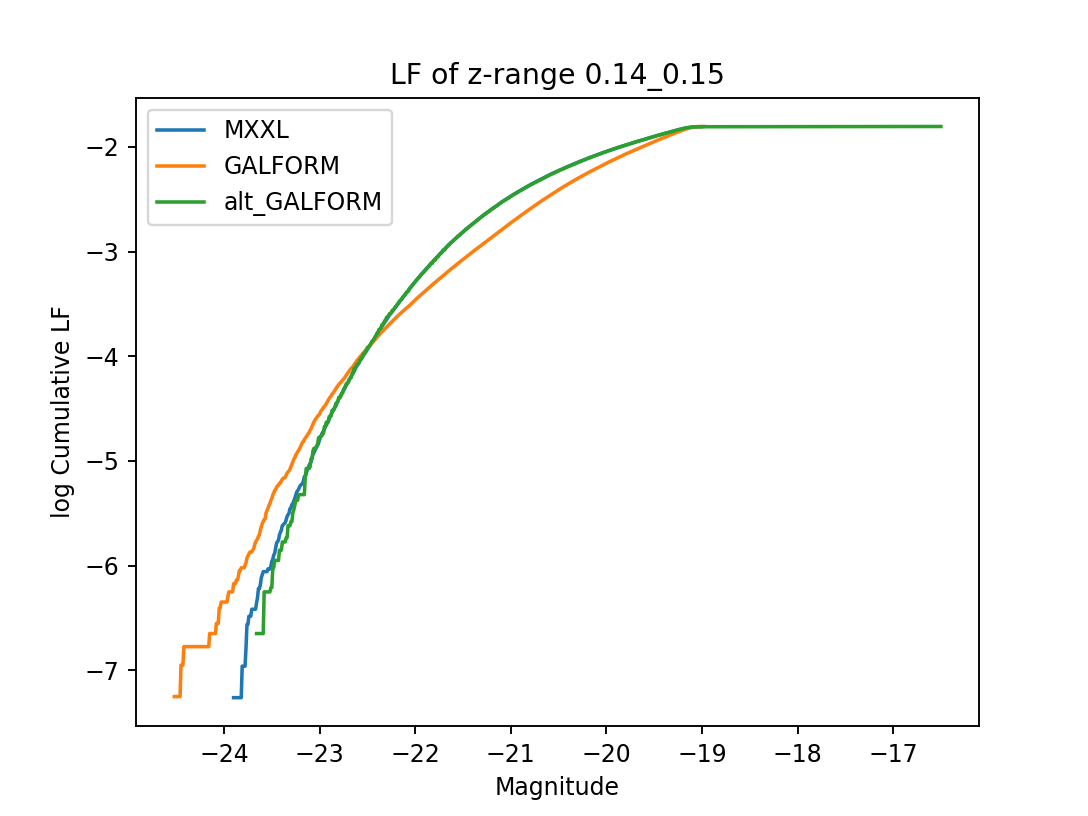 LF of z-range 0.14_0.15
MXXL
GALFORM
alt_GALFORM
log Cumulative LF
−2
−3
−4
−5
−6
−7
−24 −23 −22 −21 −20 −19 −18 −17
Magnitude